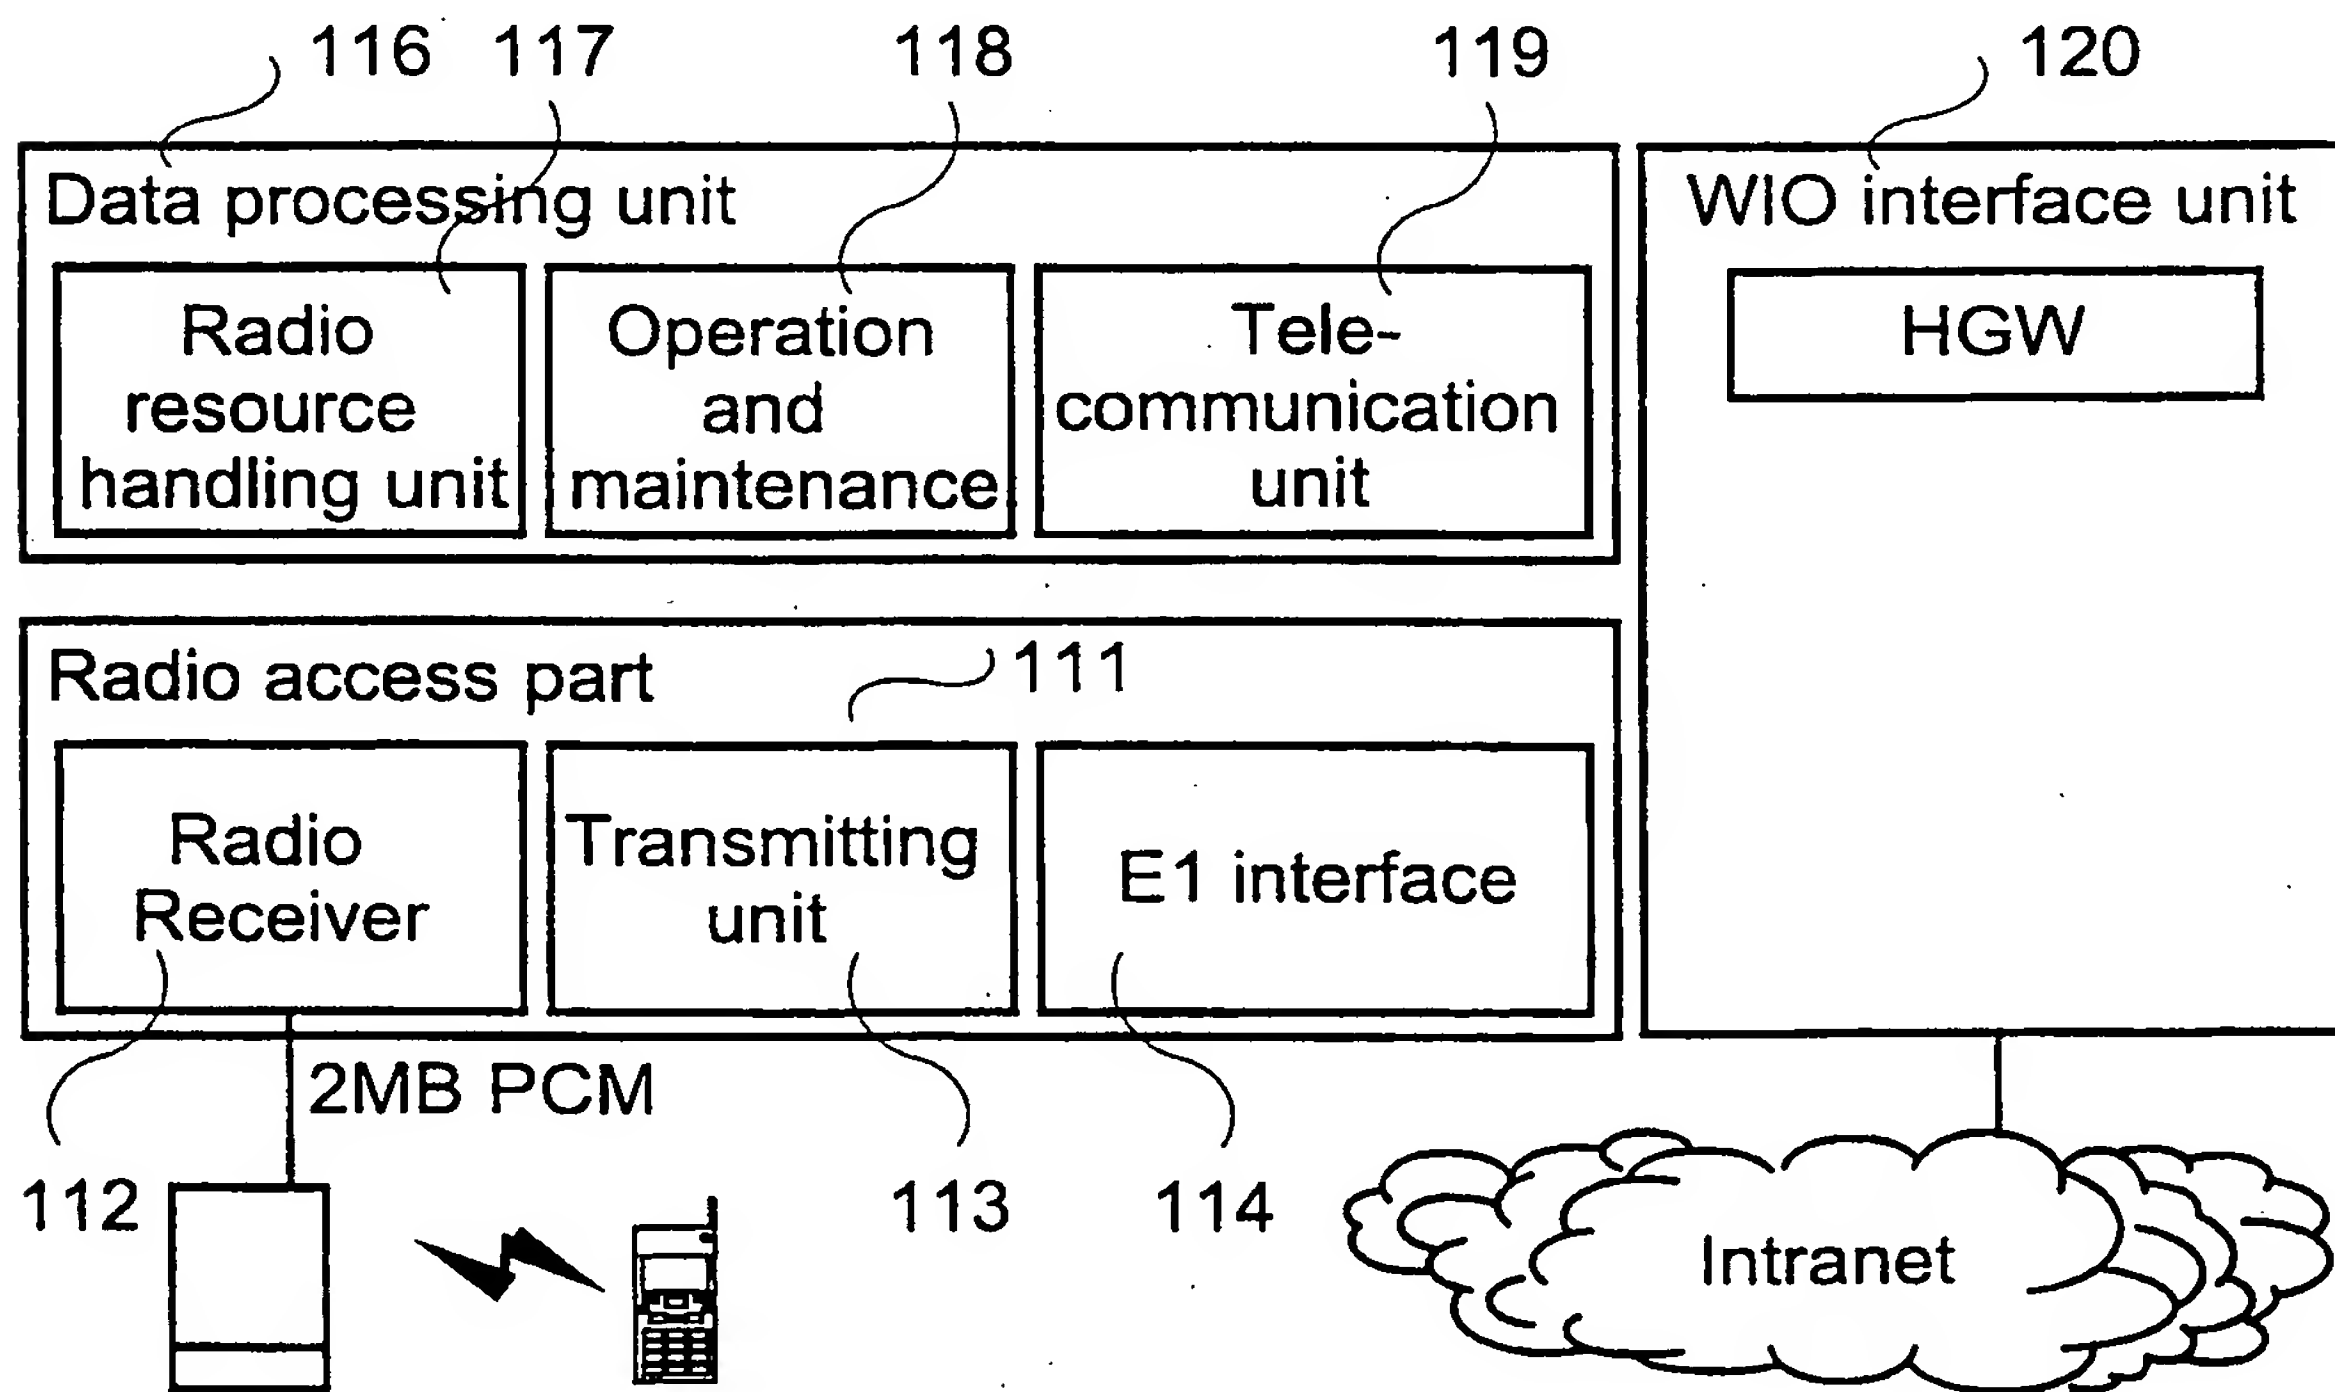 116 117 118 119 120
Data processing unit
WIO interface unit
Radio
resource
handling unit
Operation
and
maintenance
Tele-
communication
unit
HGW
Radio access part
111
Radio
Receiver
Transmitting
unit
E1 interface
2MB PCM
112
113
114
Intranet